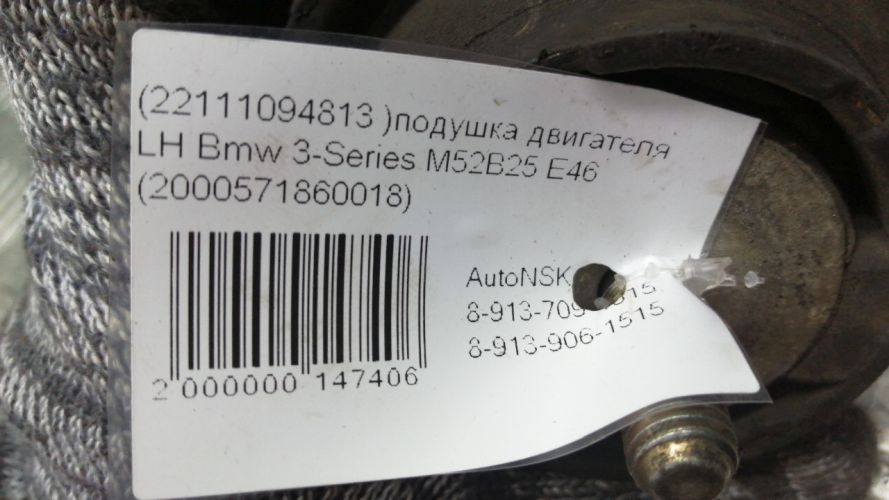 (22111094813 )подушка двигателя
LH Bmw 3-Series M52B25 E46
(2000571860018)
AutoNSK
8-913-906-1515
2 000000 147406